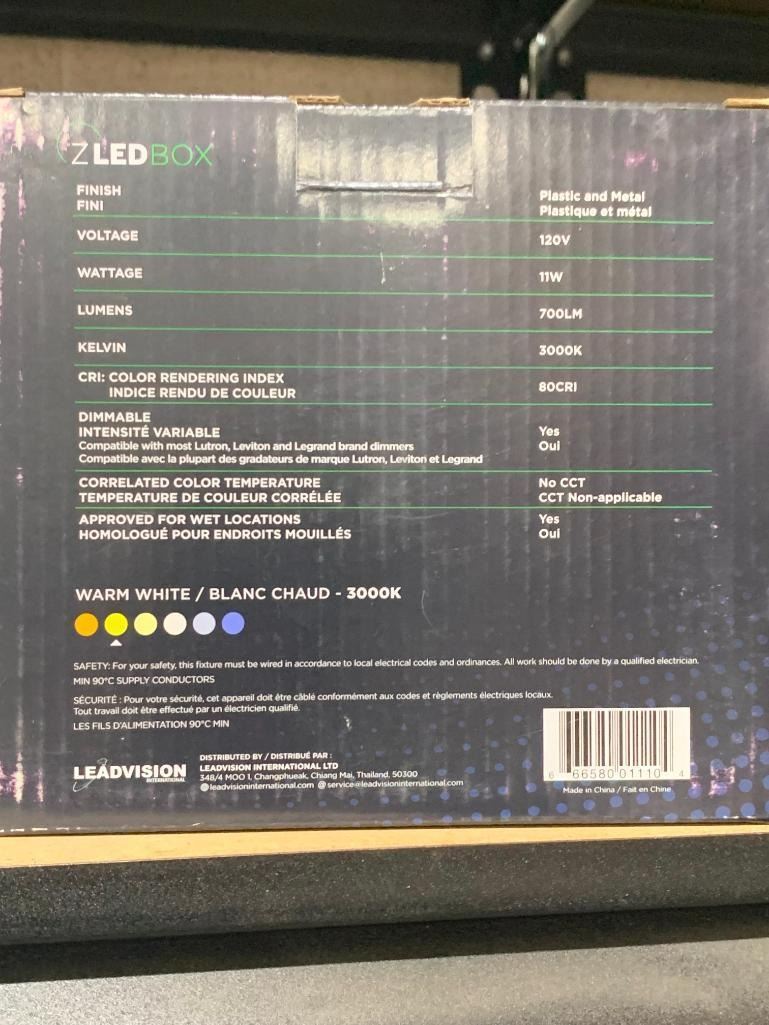 Z LEDBOX
FINISH
FINI
Plastic and Metal
Plastique et métal
VOLTAGE
120V
WATTAGE
11W
LUMENS
700LM
KELVIN
3000K
CRI: COLOR RENDERING INDEX
INDICE RENDU DE COULEUR
80CRI
DIMMABLE
INTENSITÉ VARIABLE
Compatible with most Lutron, Leviton and Legrand brand dimmers
Compatible avec la plupart des gradateurs de marque Lutron, Leviton et Legrand
Yes
Oui
CORRELATED COLOR TEMPERATURE
TEMPERATURE DE COULEUR CORRÉLÉE
No CCT
CCT Non-applicable
APPROVED FOR WET LOCATIONS
HOMOLOGUÉ POUR ENDROITS MOUILLÉS
Yes
Oui
WARM WHITE / BLANC CHAUD - 3000K
SAFETY: For your safety, this fixture must be wired in accordance to local electrical codes and ordinances. All work should be done by a qualified electrician.
MIN 90°C SUPPLY CONDUCTORS
SÉCURITÉ : Pour votre sécurité, cet appareil doit être câblé conformément aux codes et règlements électriques locaux.
Tout travail doit être effectué par un électricien qualifié.
LES FILS D'ALIMENTATION 90°C MIN
LEADVISION
INTERNATIONAL
DISTRIBUTED BY / DISTRIBUÉ PAR :
LEADVISION INTERNATIONAL LTD
348/4 MOO 1, Changphueak, Chiang Mai, Thailand, 50300
leadvisioninternational.com @ service@leadvisioninternational.com
6 66580 01110 4
Made in China / Fait en Chine